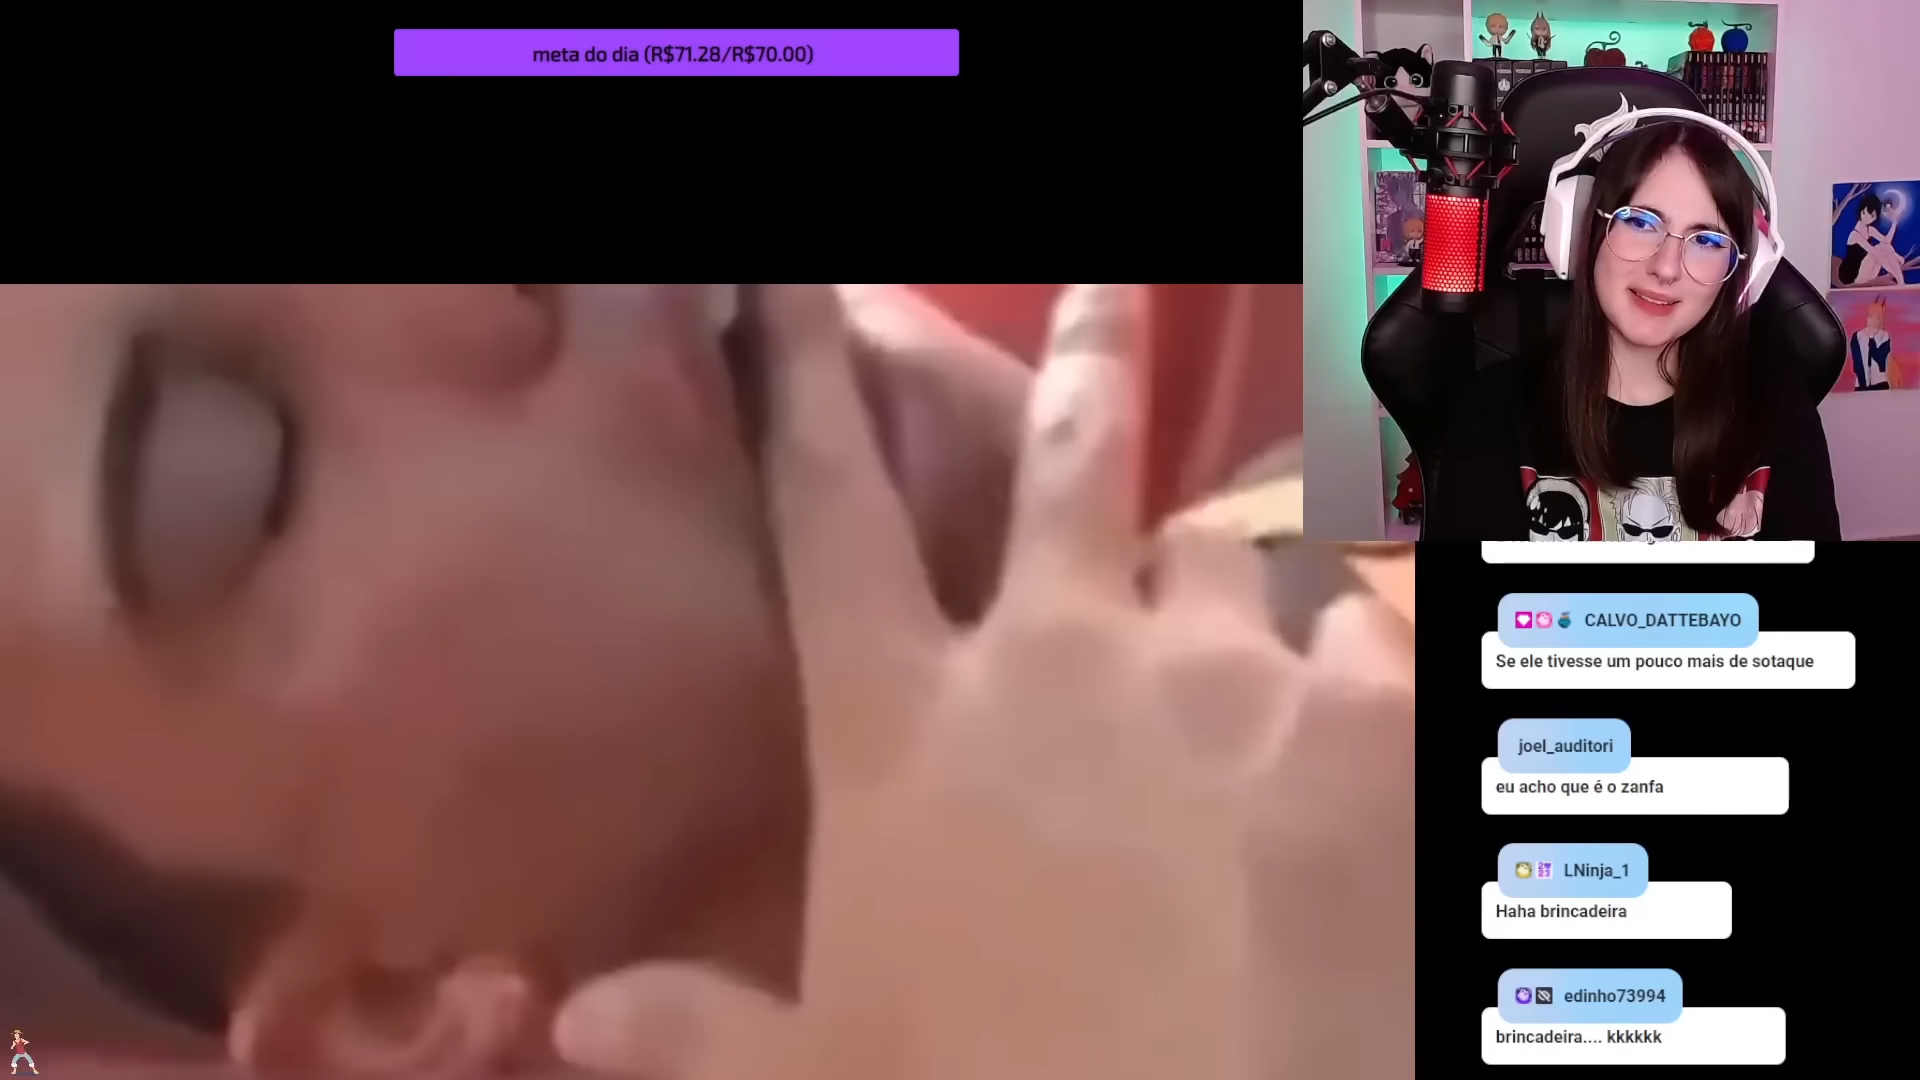 meta do dia (R$71.28/R$70.00)
CALVO_DATTEBAYO
Se ele tivesse um pouco mais de sotaque
joel_auditori
eu acho que é o zanfa
LNinja_1
Haha brincadeira
edinho73994
brincadeira.... kkkkkk